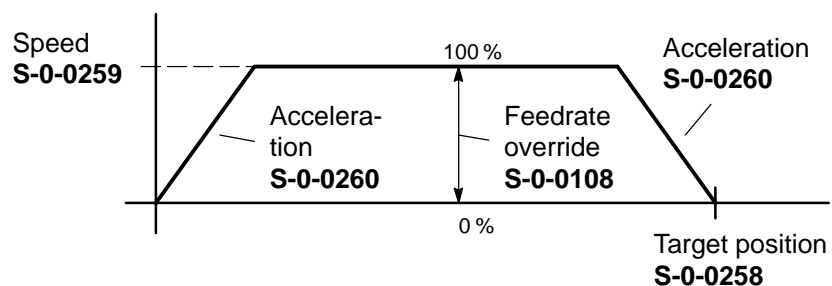 Speed
S-0-0259
100 %
Acceleration
S-0-0260
Accelera-
tion
S-0-0260
Feedrate
override
S-0-0108
0 %
Target position
S-0-0258